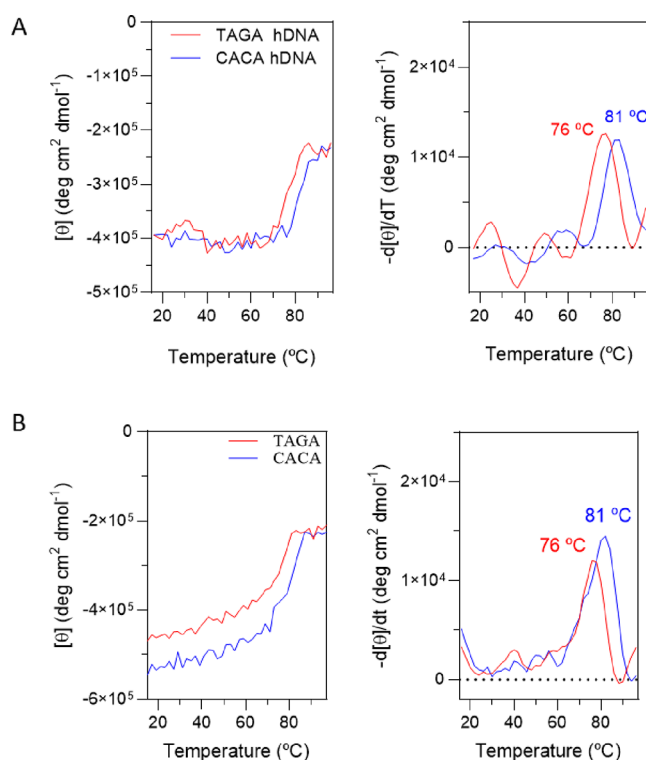 A
TAGA hDNA
CACA hDNA
0
-1×10⁵
-2×10⁵
-3×10⁵
-4×10⁵
-5×10⁵
[θ] (deg cm² dmol⁻¹)
20 40 60 80
Temperature (ºC)
2×10⁴
1×10⁴
0
-d[θ]/dT (deg cm² dmol⁻¹)
76 ºC
81 ºC
20 40 60 80
Temperature (ºC)
B
TAGA
CACA
0
-2×10⁵
-4×10⁵
-6×10⁵
[θ] (deg cm² dmol⁻¹)
20 40 60 80
Temperature (ºC)
2×10⁴
1×10⁴
0
-d[θ]/dt (deg cm² dmol⁻¹)
81 ºC
76 ºC
20 40 60 80
Temperature (ºC)